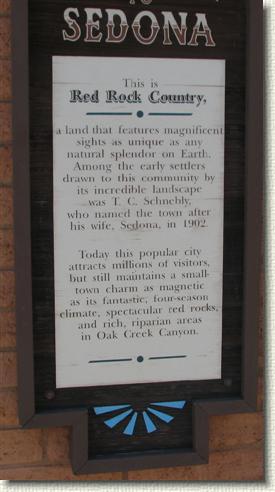 TO
SEDONA
This is
Red Rock Country,
a land that features magnificent
sights as unique as any
natural splendor on Earth.
Among the early settlers
drawn to this community by
its incredible landscape
was T. C. Schnebly,
who named the town after
his wife, Sedona, in 1902.
Today this popular city
attracts millions of visitors,
but still maintains a small-
town charm as magnetic
as its fantastic, four-season
climate, spectacular red rocks,
and rich, riparian areas
in Oak Creek Canyon.